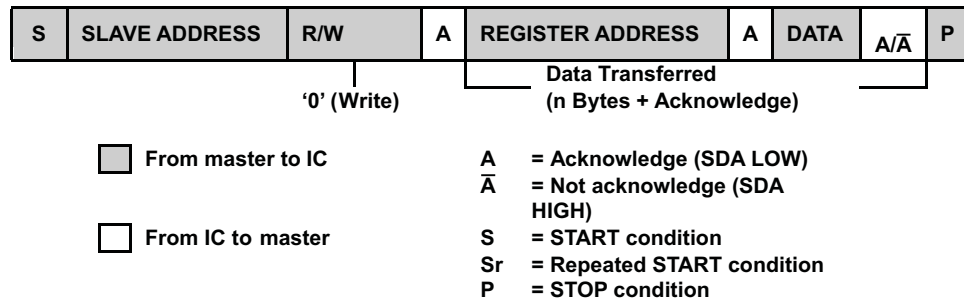 S SLAVE ADDRESS R/W A REGISTER ADDRESS A DATA A/A̅ P
Data Transferred
‘0’ (Write) (n Bytes + Acknowledge)
From master to IC
A = Acknowledge (SDA LOW)
A̅ = Not acknowledge (SDA
HIGH)
From IC to master
S = START condition
Sr = Repeated START condition
P = STOP condition